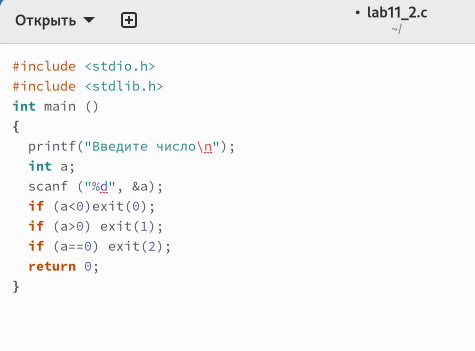 Открыть
• lab11_2.c
~/
#include <stdio.h>
#include <stdlib.h>
int main ()
{
  printf("Введите число\n");
  int a;
  scanf ("%d", &a);
  if (a<0)exit(0);
  if (a>0) exit(1);
  if (a==0) exit(2);
  return 0;
}